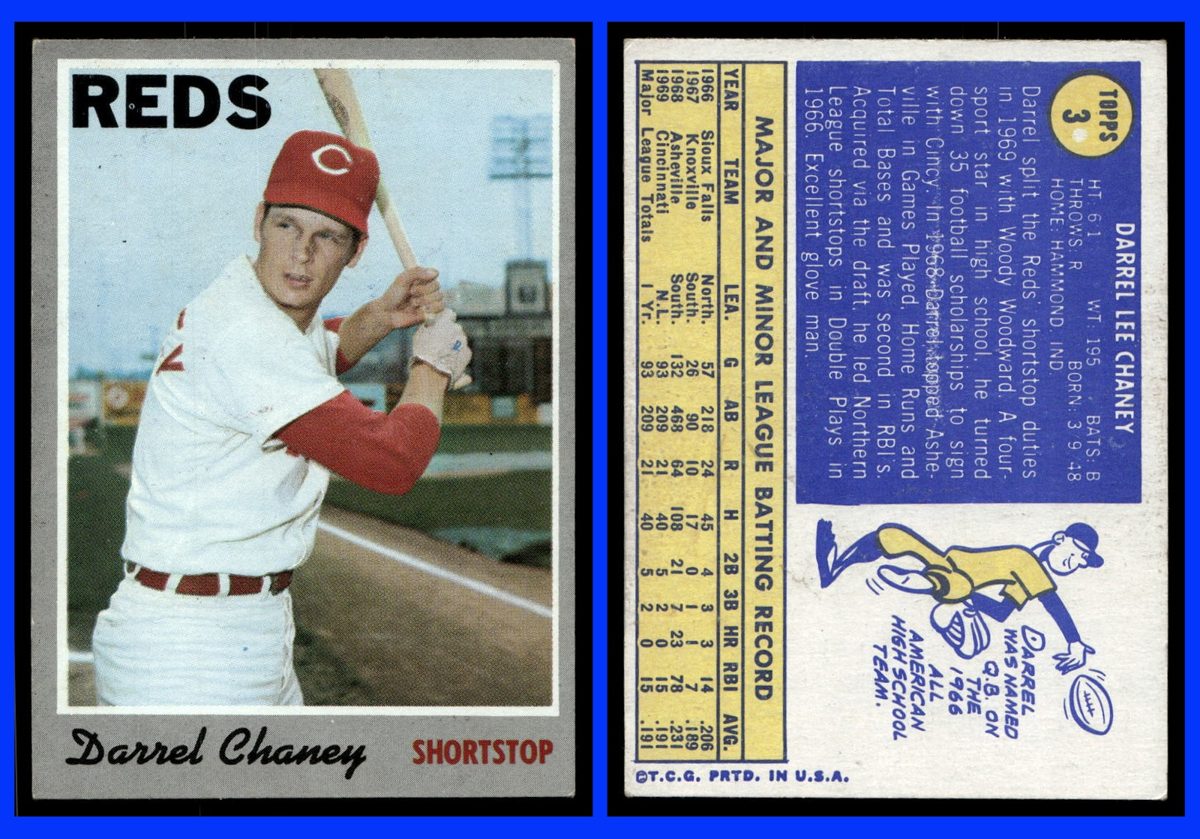 REDS
C
Darrel Chaney
SHORTSTOP
TOPPS
3
DARREL LEE CHANEY
HT: 6'1 WT: 195 BATS: B
THROWS: R BORN: 3-9-48
HOME: HAMMOND, IND
Darrel split the Reds' shortstop duties
in 1969 with Woody Woodward. A four-
sport star in high school, he turned
down 35 football scholarships to sign
with Cincy. In 1968 Darrel topped Ashe-
ville in Games Played, Home Runs and
Total Bases and was second in RBI's.
Acquired via the draft, he led Northern
League shortstops in Double Plays in
1966. Excellent glove man.
DARREL
WAS NAMED
Q.B. ON
THE
1966
ALL
AMERICAN
HIGH SCHOOL
TEAM.
MAJOR AND MINOR LEAGUE BATTING RECORD
YEAR TEAM LEA G AB R H 2B 3B HR RBI AVG.
1966 Sioux Falls North. 57 218 24 45 4 3 3 14 .206
1967 Knoxville South. 26 90 10 17 0 1 1 7 .189
1968 Asheville South. 132 468 64 108 21 7 23 78 .231
1969 Cincinnati N.L. 93 209 21 40 5 2 0 15 .191
Major League Totals 1 Yr. 93 209 21 40 5 2 0 15 .191
©T.C.G. PRTD. IN U.S.A.